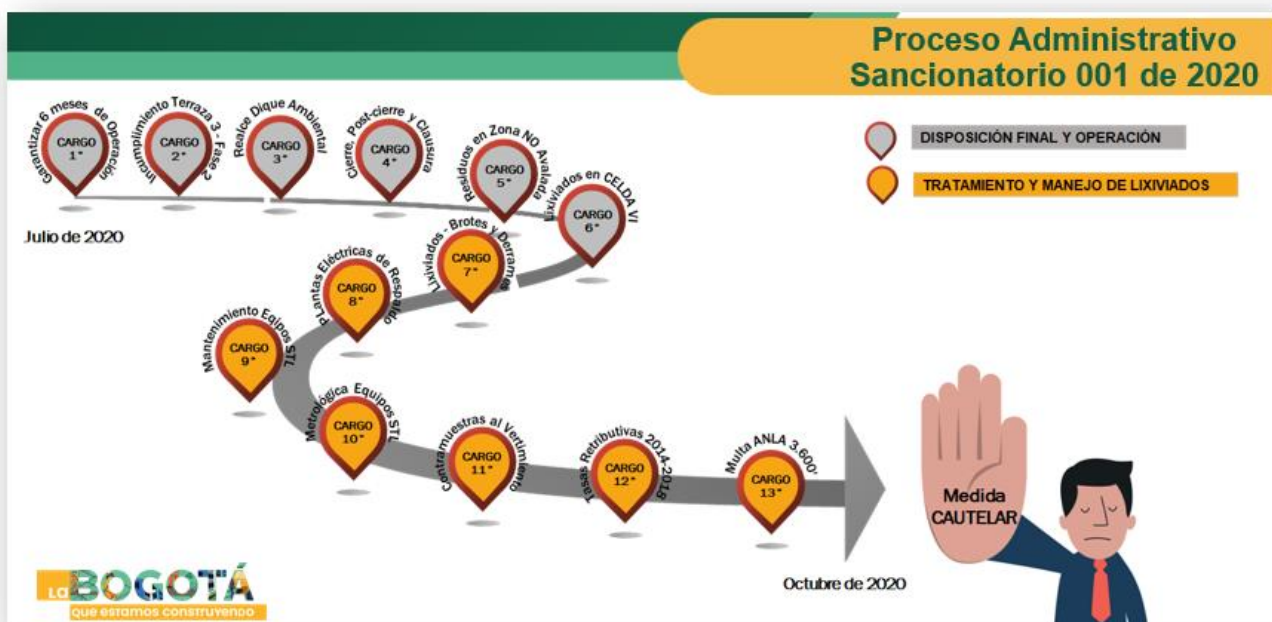 Proceso Administrativo
Sancionatorio 001 de 2020
DISPOSICIÓN FINAL Y OPERACIÓN
TRATAMIENTO Y MANEJO DE LIXIVIADOS
Garantizar 6 meses de Operación
CARGO
1°
Incumplimiento Terraza 3 - Fase 2
CARGO
2°
Realce Dique Ambiental
CARGO
3°
Cierre, Post-cierre y Clausura
CARGO
4°
Residuos en Zona NO Avalada
CARGO
5°
Lixiviados en CELDA VI
CARGO
6°
Julio de 2020
Lixiviados - Brotes y Derrames
CARGO
7°
PLantas Eléctricas de Respaldo
CARGO
8°
Mantenimiento Eqipos STL
CARGO
9°
Metrológica Equipos STL
CARGO
10°
Contramuestras al Vertimiento
CARGO
11°
Tasas Retributivas 2014-2018
CARGO
12°
Multa ANLA 3.600'
CARGO
13°
Medida
CAUTELAR
Octubre de 2020
La BOGOTÁ
que estamos construyendo